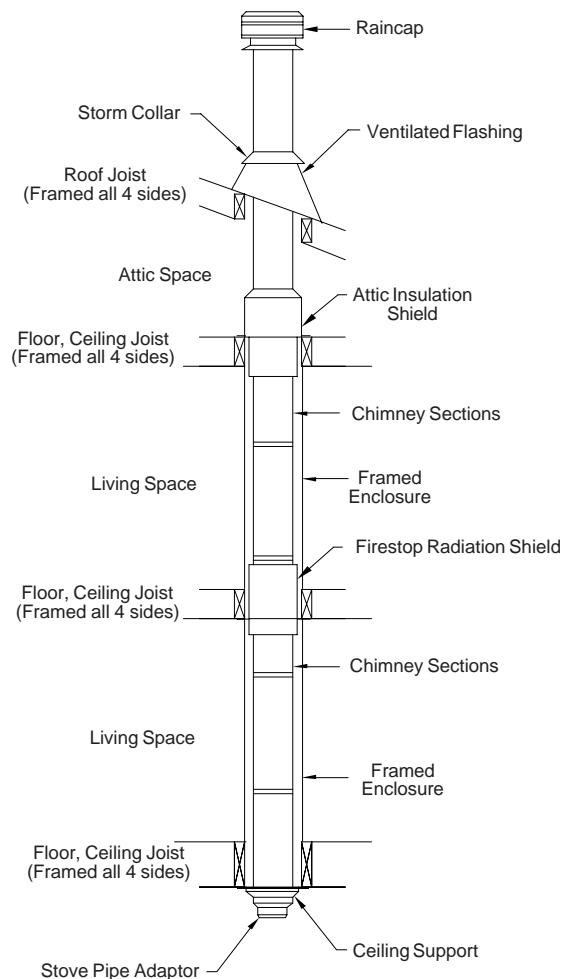 Raincap
Storm Collar
Ventilated Flashing
Roof Joist
(Framed all 4 sides)
Attic Space
Attic Insulation
Shield
Floor, Ceiling Joist
(Framed all 4 sides)
Chimney Sections
Living Space
Framed
Enclosure
Firestop Radiation Shield
Floor, Ceiling Joist
(Framed all 4 sides)
Chimney Sections
Living Space
Framed
Enclosure
Floor, Ceiling Joist
(Framed all 4 sides)
Ceiling Support
Stove Pipe Adaptor